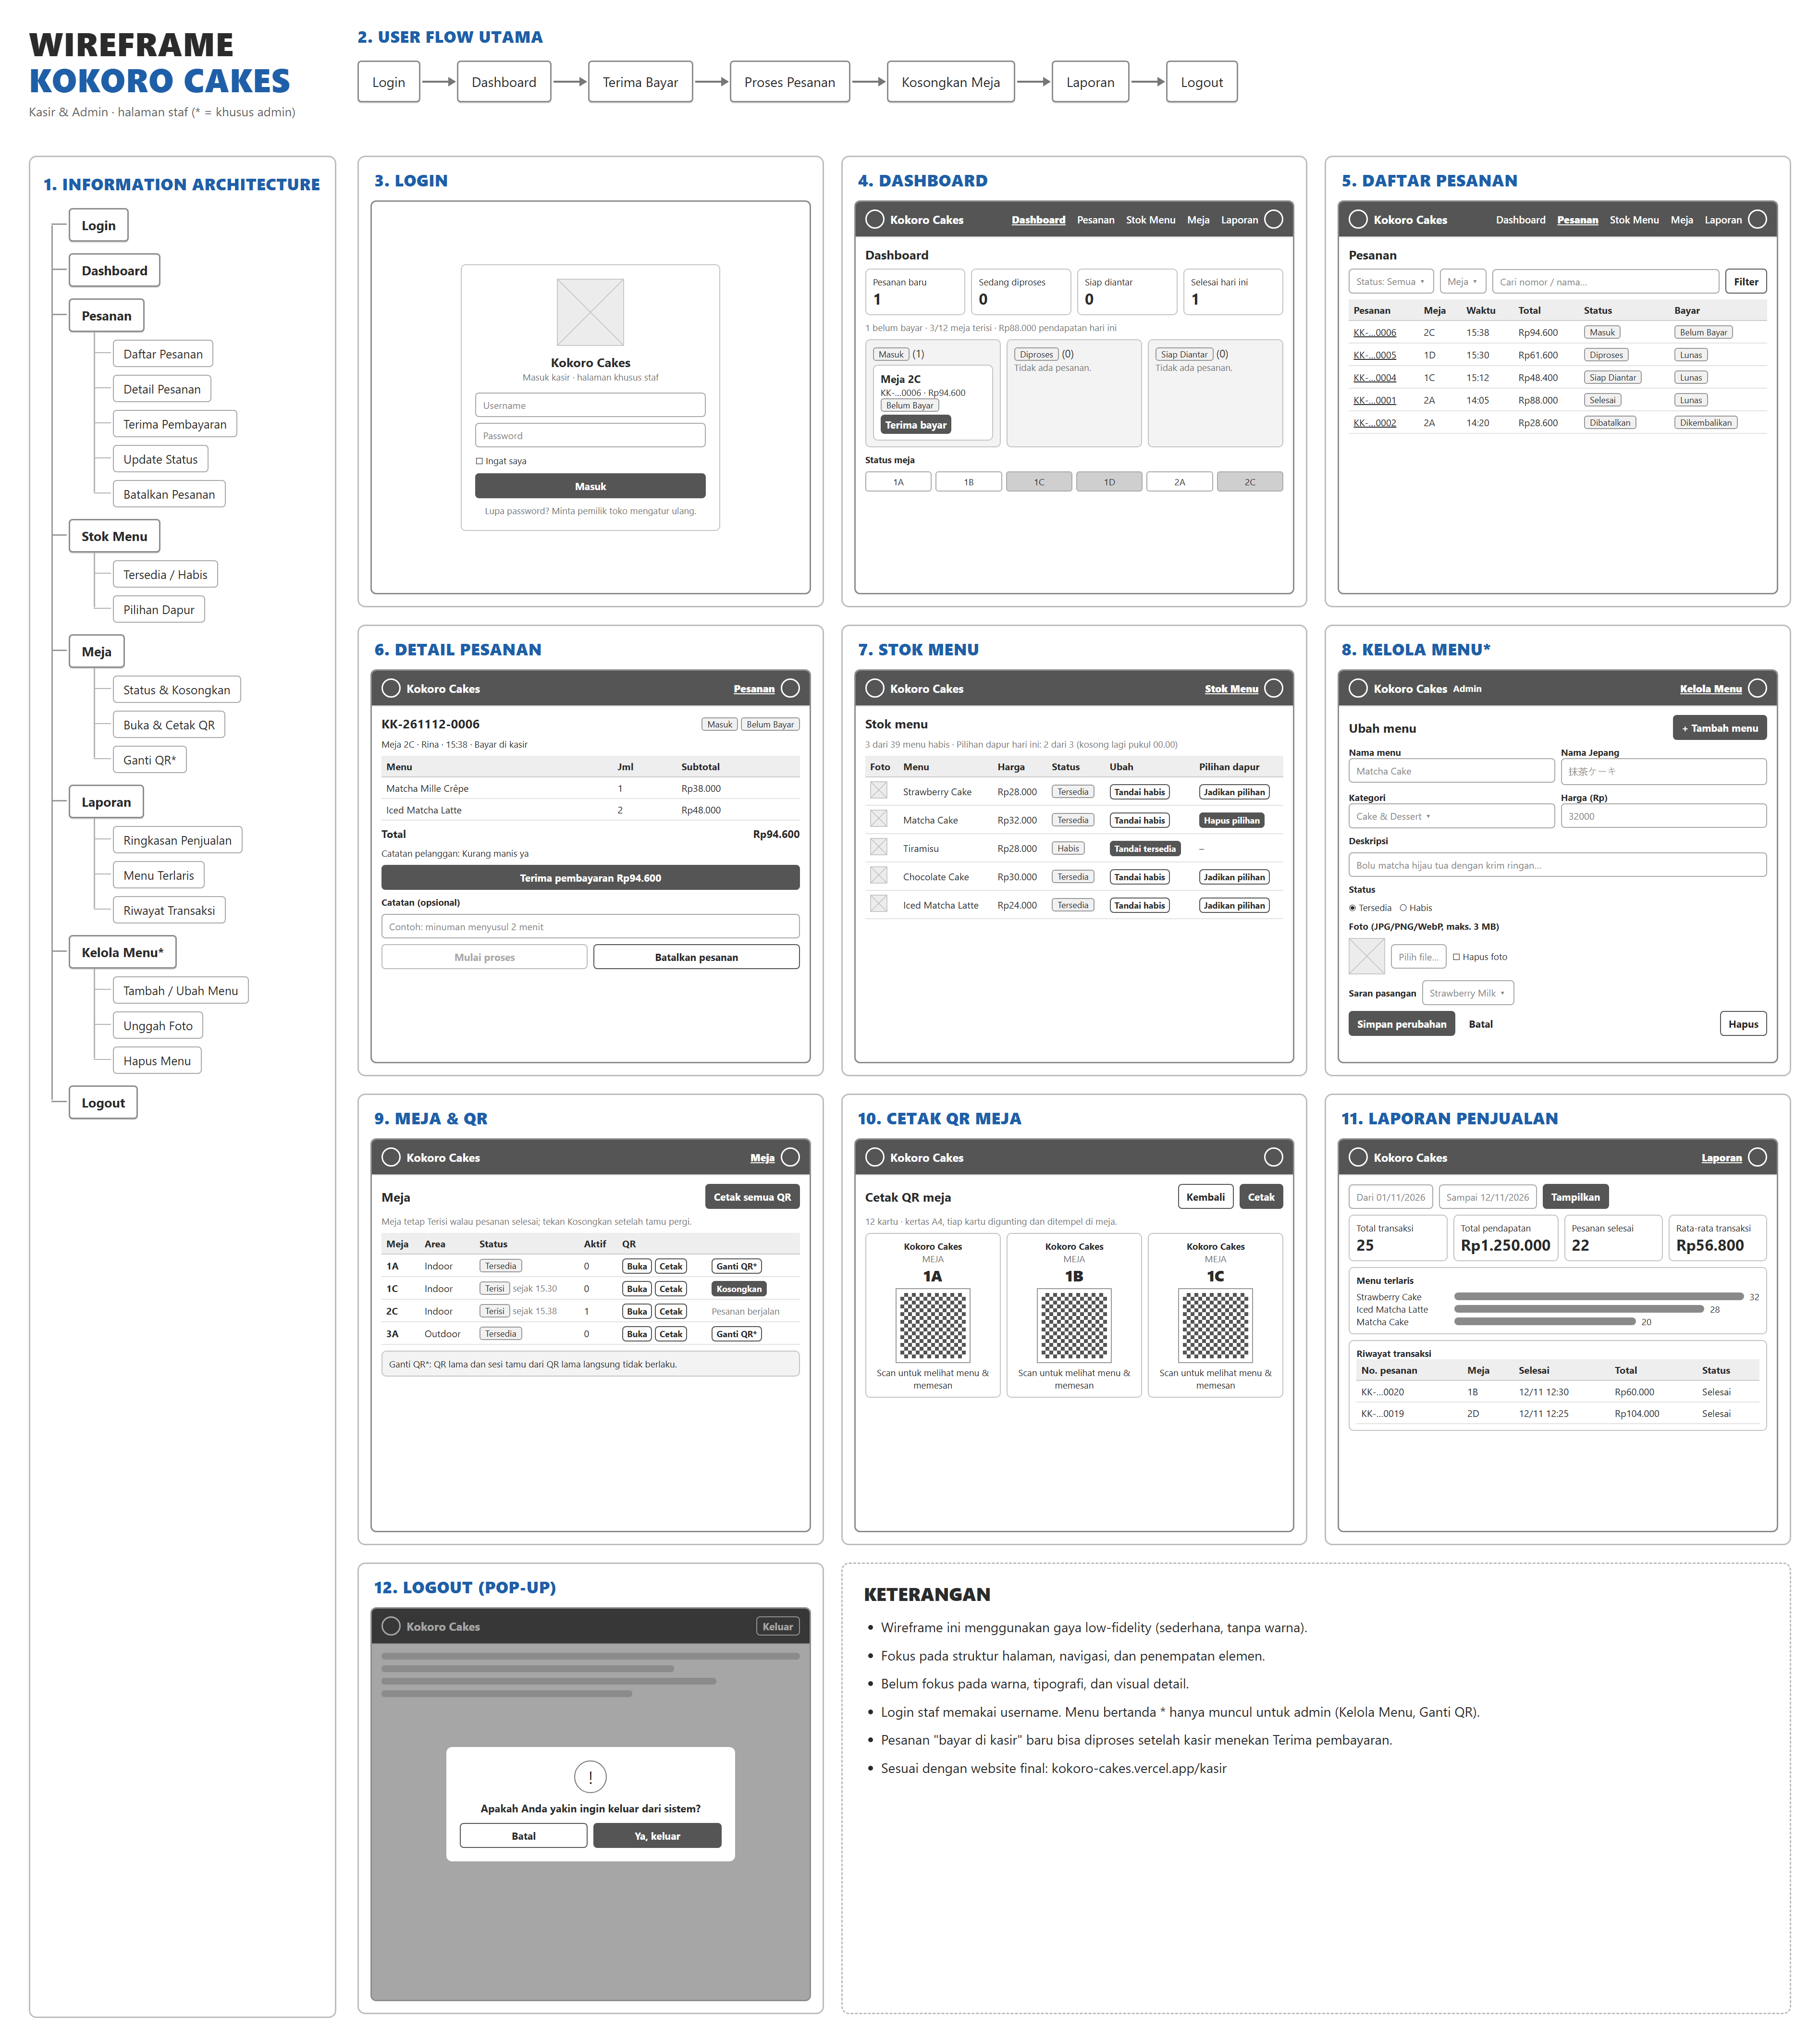 WIREFRAME
KOKORO CAKES
Kasir & Admin · halaman staf (* = khusus admin)
2. USER FLOW UTAMA
Login
Dashboard
Terima Bayar
Proses Pesanan
Kosongkan Meja
Laporan
Logout
1. INFORMATION ARCHITECTURE
Login
Dashboard
Pesanan
Daftar Pesanan
Detail Pesanan
Terima Pembayaran
Update Status
Batalkan Pesanan
Stok Menu
Tersedia / Habis
Pilihan Dapur
Meja
Status & Kosongkan
Buka & Cetak QR
Ganti QR*
Laporan
Ringkasan Penjualan
Menu Terlaris
Riwayat Transaksi
Kelola Menu*
Tambah / Ubah Menu
Unggah Foto
Hapus Menu
Logout
3. LOGIN
Kokoro Cakes
Masuk kasir · halaman khusus staf
Username
Password
Ingat saya
Masuk
Lupa password? Minta pemilik toko mengatur ulang.
4. DASHBOARD
Kokoro Cakes Dashboard Pesanan Stok Menu Meja Laporan
Dashboard
Pesanan baru Sedang diproses Siap diantar Selesai hari ini
1 0 0 1
1 belum bayar · 3/12 meja terisi · Rp88.000 pendapatan hari ini
Masuk (1) Diproses (0) Siap Diantar (0)
Tidak ada pesanan. Tidak ada pesanan.
Meja 2C
KK-...0006 · Rp94.600
Belum Bayar
Terima bayar
Status meja
1A 1B 1C 1D 2A 2C
5. DAFTAR PESANAN
Kokoro Cakes Dashboard Pesanan Stok Menu Meja Laporan
Pesanan
Status: Semua Meja Cari nomor / nama... Filter
Pesanan Meja Waktu Total Status Bayar
KK-...0006 2C 15:38 Rp94.600 Masuk Belum Bayar
KK-...0005 1D 15:30 Rp61.600 Diproses Lunas
KK-...0004 1C 15:12 Rp48.400 Siap Diantar Lunas
KK-...0001 2A 14:05 Rp88.000 Selesai Lunas
KK-...0002 2A 14:20 Rp28.600 Dibatalkan Dikembalikan
6. DETAIL PESANAN
Kokoro Cakes Pesanan
KK-261112-0006 Masuk Belum Bayar
Meja 2C · Rina · 15:38 · Bayar di kasir
Menu Jml Subtotal
Matcha Mille Crêpe 1 Rp38.000
Iced Matcha Latte 2 Rp48.000
Total Rp94.600
Catatan pelanggan: Kurang manis ya
Terima pembayaran Rp94.600
Catatan (opsional)
Contoh: minuman menyusul 2 menit
Mulai proses Batalkan pesanan
7. STOK MENU
Kokoro Cakes Stok Menu
Stok menu
3 dari 39 menu habis · Pilihan dapur hari ini: 2 dari 3 (kosong lagi pukul 00.00)
Foto Menu Harga Status Ubah Pilihan dapur
Strawberry Cake Rp28.000 Tersedia Tandai habis Jadikan pilihan
Matcha Cake Rp32.000 Tersedia Tandai habis Hapus pilihan
Tiramisu Rp28.000 Habis Tandai tersedia –
Chocolate Cake Rp30.000 Tersedia Tandai habis Jadikan pilihan
Iced Matcha Latte Rp24.000 Tersedia Tandai habis Jadikan pilihan
8. KELOLA MENU*
Kokoro Cakes Admin Kelola Menu
Ubah menu + Tambah menu
Nama menu Nama Jepang
Matcha Cake 抹茶ケーキ
Kategori Harga (Rp)
Cake & Dessert 32000
Deskripsi
Bolu matcha hijau tua dengan krim ringan...
Status
Tersedia Habis
Foto (JPG/PNG/WebP, maks. 3 MB)
Pilih file... Hapus foto
Saran pasangan Strawberry Milk
Simpan perubahan Batal Hapus
9. MEJA & QR
Kokoro Cakes Meja
Meja Cetak semua QR
Meja tetap Terisi walau pesanan selesai; tekan Kosongkan setelah tamu pergi.
Meja Area Status Aktif QR
1A Indoor Tersedia 0 Buka Cetak Ganti QR*
1C Indoor Terisi sejak 15.30 0 Buka Cetak Kosongkan
2C Indoor Terisi sejak 15.38 1 Buka Cetak Pesanan berjalan
3A Outdoor Tersedia 0 Buka Cetak Ganti QR*
Ganti QR*: QR lama dan sesi tamu dari QR lama langsung tidak berlaku.
10. CETAK QR MEJA
Kokoro Cakes
Cetak QR meja Kembali Cetak
12 kartu · kertas A4, tiap kartu digunting dan ditempel di meja.
Kokoro Cakes Kokoro Cakes Kokoro Cakes
MEJA MEJA MEJA
1A 1B 1C
Scan untuk melihat menu & Scan untuk melihat menu & Scan untuk melihat menu &
memesan memesan memesan
11. LAPORAN PENJUALAN
Kokoro Cakes Laporan
Dari 01/11/2026 Sampai 12/11/2026 Tampilkan
Total transaksi Total pendapatan Pesanan selesai Rata-rata transaksi
25 Rp1.250.000 22 Rp56.800
Menu terlaris
Strawberry Cake 32
Iced Matcha Latte 28
Matcha Cake 20
Riwayat transaksi
No. pesanan Meja Selesai Total Status
KK-...0020 1B 12/11 12:30 Rp60.000 Selesai
KK-...0019 2D 12/11 12:25 Rp104.000 Selesai
12. LOGOUT (POP-UP)
Kokoro Cakes Keluar
!
Apakah Anda yakin ingin keluar dari sistem?
Batal Ya, keluar
KETERANGAN
• Wireframe ini menggunakan gaya low-fidelity (sederhana, tanpa warna).
• Fokus pada struktur halaman, navigasi, dan penempatan elemen.
• Belum fokus pada warna, tipografi, dan visual detail.
• Login staf memakai username. Menu bertanda * hanya muncul untuk admin (Kelola Menu, Ganti QR).
• Pesanan "bayar di kasir" baru bisa diproses setelah kasir menekan Terima pembayaran.
• Sesuai dengan website final: kokoro-cakes.vercel.app/kasir